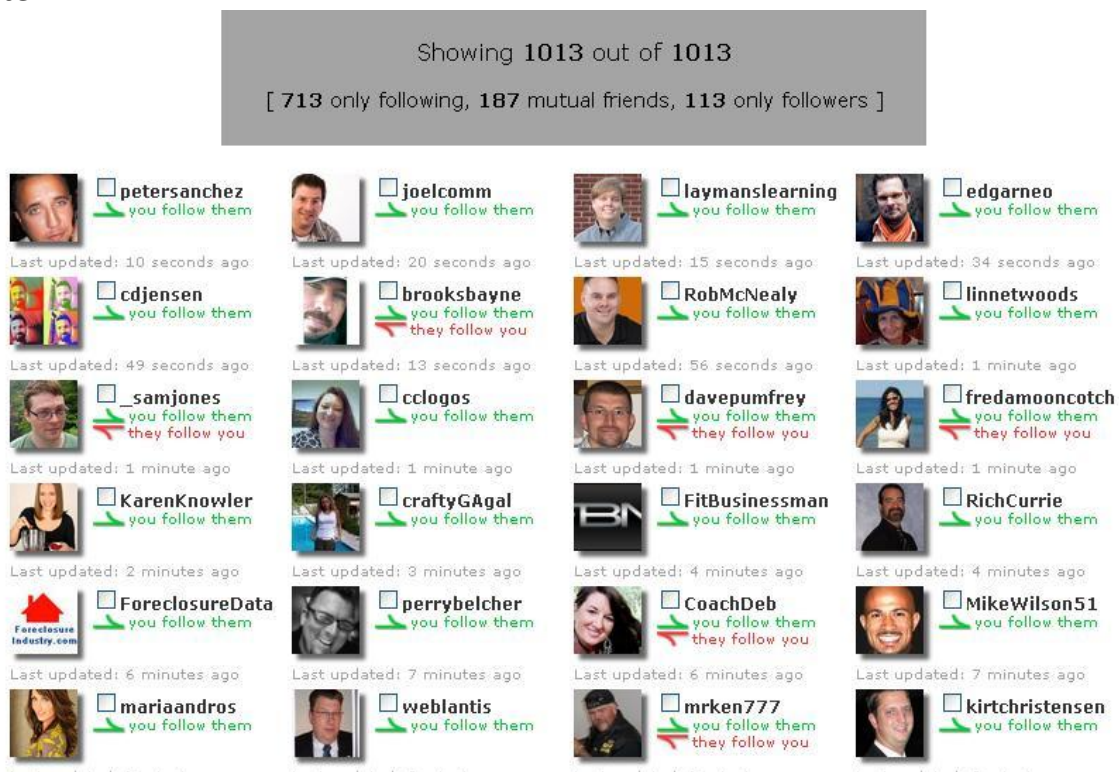 Showing 1013 out of 1013
[ 713 only following, 187 mutual friends, 113 only followers ]
petersanchez
you follow them
Last updated: 10 seconds ago
joelcomm
you follow them
Last updated: 20 seconds ago
laymanslearning
you follow them
Last updated: 15 seconds ago
edgarneo
you follow them
Last updated: 34 seconds ago
cdjensen
you follow them
Last updated: 49 seconds ago
brooksbayne
you follow them
they follow you
Last updated: 13 seconds ago
RobMcNealy
you follow them
Last updated: 56 seconds ago
linnetwoods
you follow them
Last updated: 1 minute ago
_samjones
you follow them
they follow you
Last updated: 1 minute ago
cclogos
you follow them
Last updated: 1 minute ago
davepumfrey
you follow them
they follow you
Last updated: 1 minute ago
fredamooncotch
you follow them
they follow you
Last updated: 1 minute ago
KarenKnowler
you follow them
Last updated: 2 minutes ago
craftyGAgal
you follow them
Last updated: 3 minutes ago
TBN
FitBusinessman
you follow them
Last updated: 4 minutes ago
RichCurrie
you follow them
Last updated: 4 minutes ago
Foreclosure
Industry.com
ForeclosureData
you follow them
Last updated: 6 minutes ago
perrybelcher
you follow them
Last updated: 7 minutes ago
CoachDeb
you follow them
they follow you
Last updated: 6 minutes ago
MikeWilson51
you follow them
Last updated: 7 minutes ago
mariaandros
you follow them
weblantis
you follow them
mrken777
you follow them
they follow you
kirtchristensen
you follow them